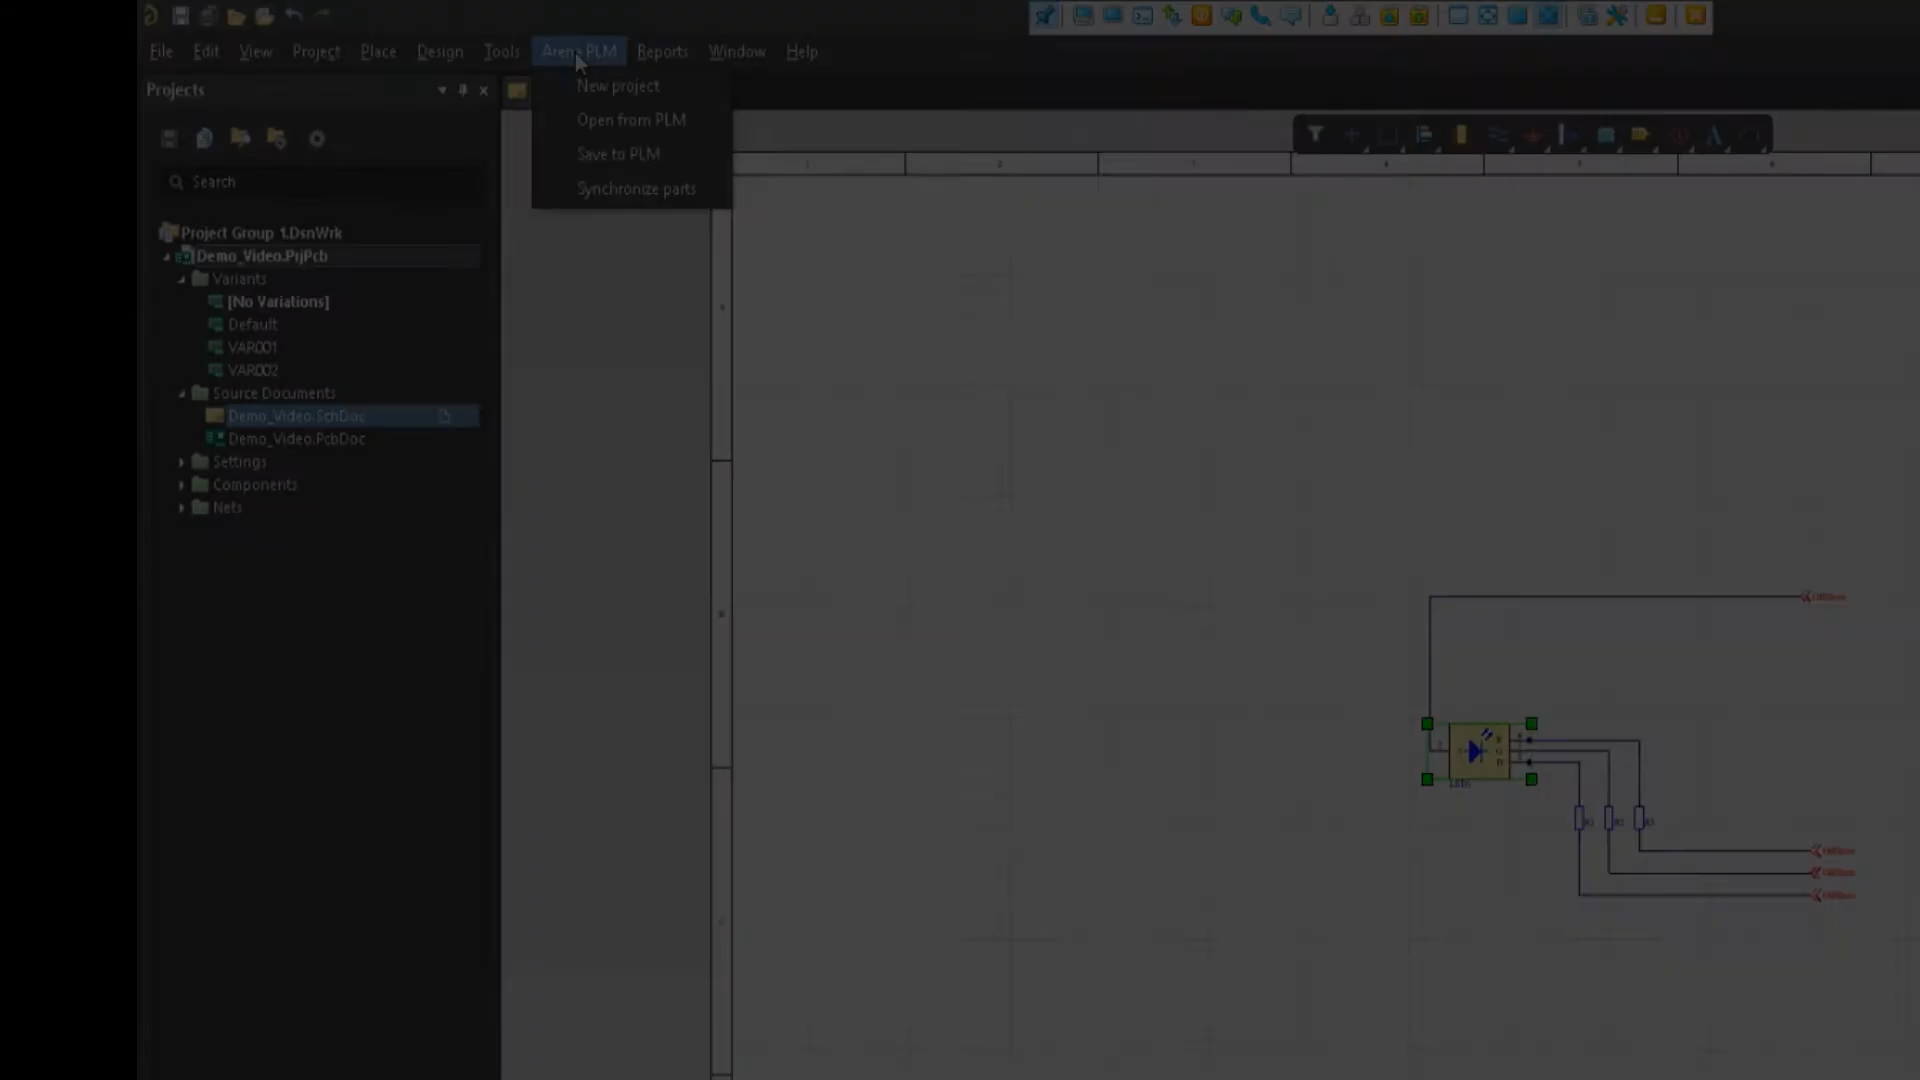 File Edit View Project Place Design Tools Arena PLM Reports Window Help
New project
Open from PLM
Save to PLM
Synchronize parts
Projects
Search
Project Group 1.DsnWrk
Demo_Video.PrjPcb
Variants
[No Variations]
Default
VAR001
VAR002
Source Documents
Demo_Video.SchDoc
Demo_Video.PcbDoc
Settings
Components
Nets